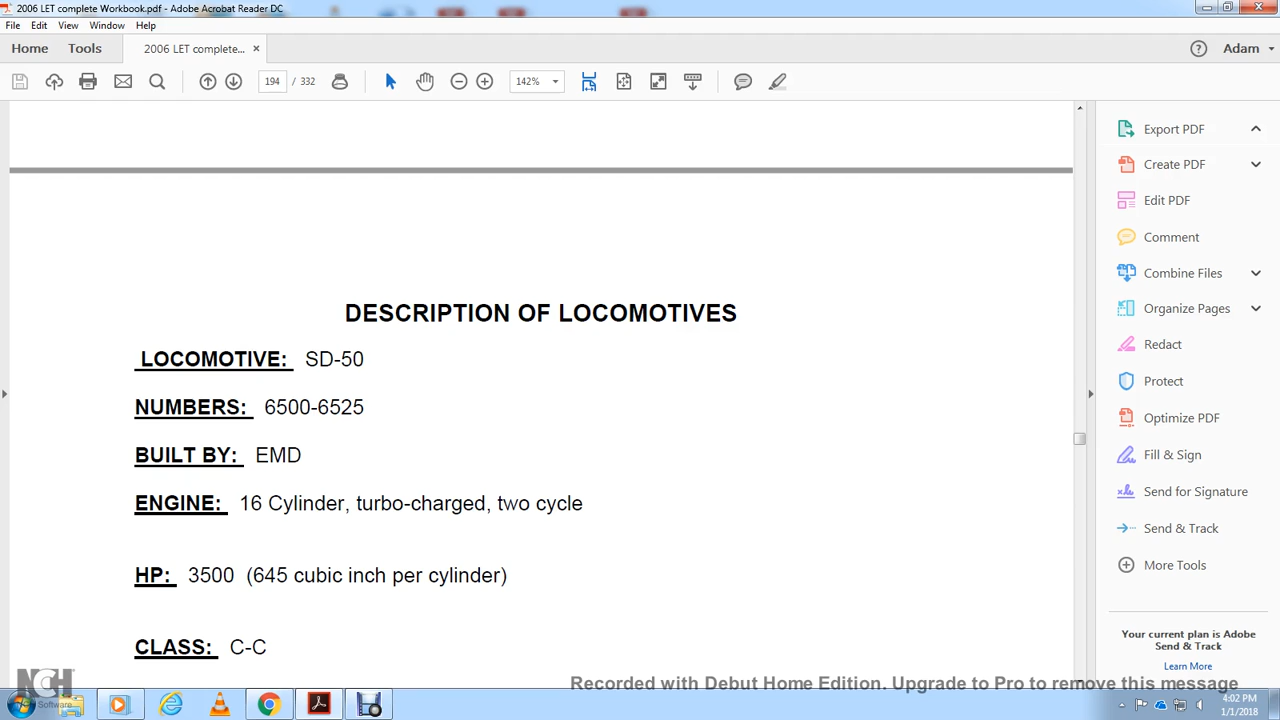 2006 LET complete Workbook.pdf - Adobe Acrobat Reader DC
File Edit View Window Help
Home Tools 2006 LET complete... × Adam
194 / 332 142%
DESCRIPTION OF LOCOMOTIVES
LOCOMOTIVE: SD-50
NUMBERS: 6500-6525
BUILT BY: EMD
ENGINE: 16 Cylinder, turbo-charged, two cycle
HP: 3500 (645 cubic inch per cylinder)
CLASS: C-C
Export PDF
Create PDF
Edit PDF
Comment
Combine Files
Organize Pages
Redact
Protect
Optimize PDF
Fill & Sign
Send for Signature
Send & Track
More Tools
Your current plan is Adobe
Send & Track
Learn More
NCH
Software
Recorded with Debut Home Edition. Upgrade to Pro to remove this message
4:02 PM
1/1/2018